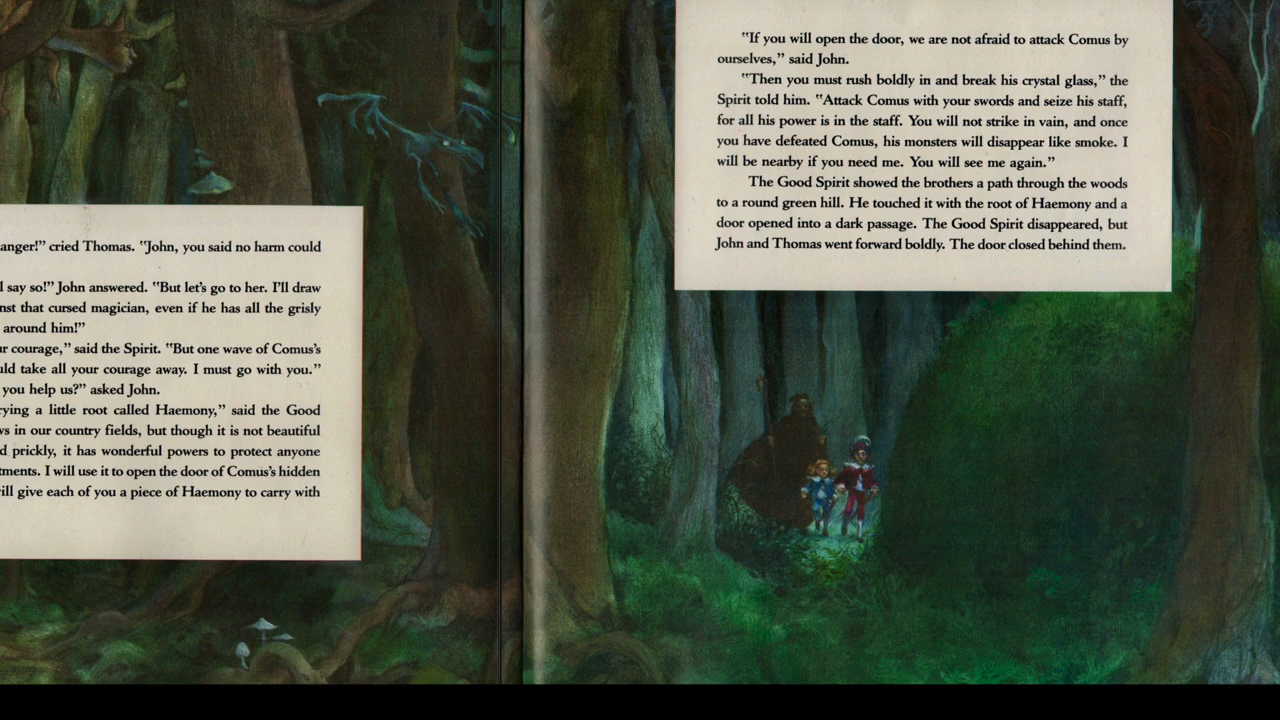 anger!” cried Thomas. “John, you said no harm could
say so!” John answered. “But let’s go to her. I’ll draw
that cursed magician, even if he has all the grisly
around him!”
courage,” said the Spirit. “But one wave of Comus’s
take all your courage away. I must go with you.”
you help us?” asked John.
a little root called Haemony,” said the Good
in our country fields, but though it is not beautiful
prickly, it has wonderful powers to protect anyone
I will use it to open the door of Comus’s hidden
give each of you a piece of Haemony to carry with
“If you will open the door, we are not afraid to attack Comus by
ourselves,” said John.
“Then you must rush boldly in and break his crystal glass,” the
Spirit told him. “Attack Comus with your swords and seize his staff,
for all his power is in the staff. You will not strike in vain, and once
you have defeated Comus, his monsters will disappear like smoke. I
will be nearby if you need me. You will see me again.”
The Good Spirit showed the brothers a path through the woods
to a round green hill. He touched it with the root of Haemony and a
door opened into a dark passage. The Good Spirit disappeared, but
John and Thomas went forward boldly. The door closed behind them.